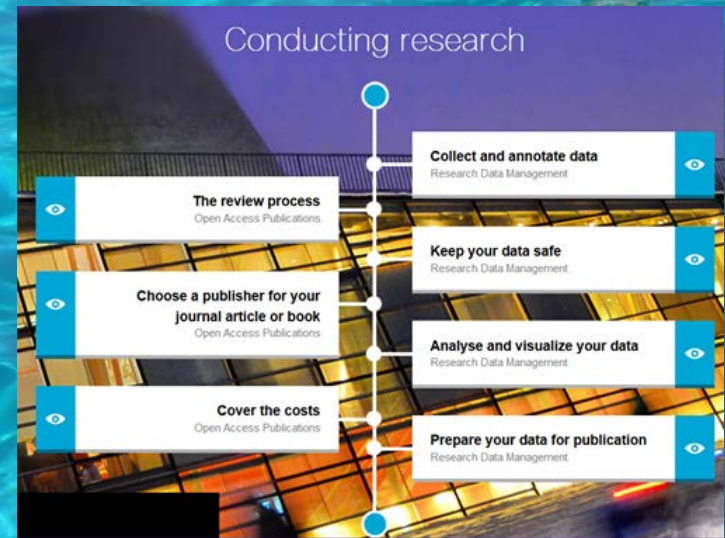 Conducting research
Collect and annotate data
Research Data Management
The review process
Open Access Publications
Keep your data safe
Research Data Management
Choose a publisher for your
journal article or book
Open Access Publications
Analyse and visualize your data
Research Data Management
Cover the costs
Open Access Publications
Prepare your data for publication
Research Data Management